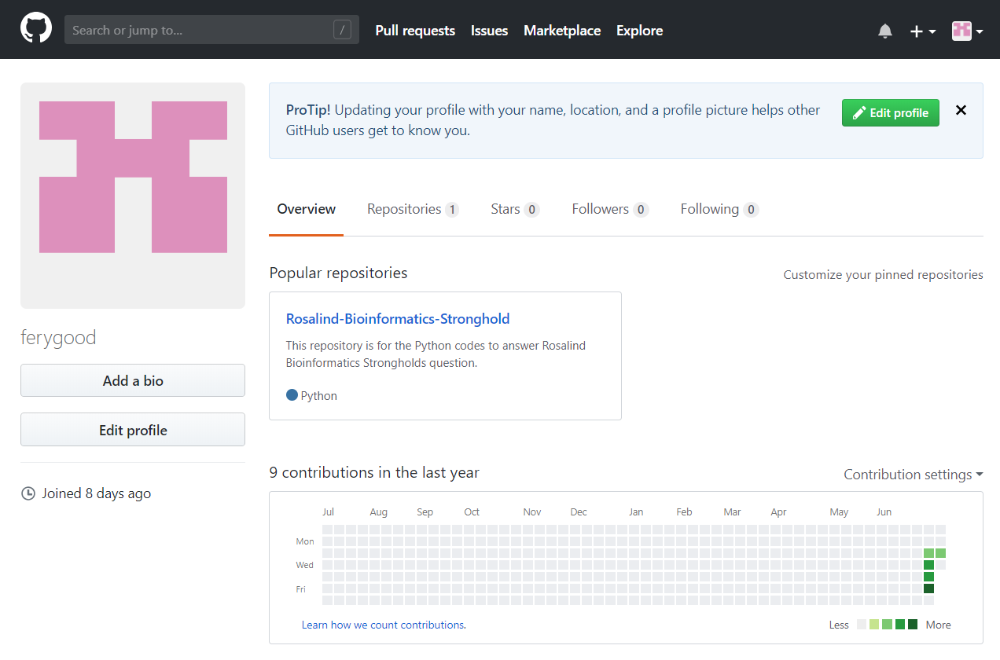 Search or jump to... / Pull requests Issues Marketplace Explore
ProTip! Updating your profile with your name, location, and a profile picture helps other
GitHub users get to know you.
Edit profile
Overview Repositories 1 Stars 0 Followers 0 Following 0
ferygood
Add a bio
Edit profile
Joined 8 days ago
Popular repositories
Customize your pinned repositories
Rosalind-Bioinformatics-Stronghold
This repository is for the Python codes to answer Rosalind
Bioinformatics Strongholds question.
Python
9 contributions in the last year
Contribution settings
Jul Aug Sep Oct Nov Dec Jan Feb Mar Apr May Jun
Mon
Wed
Fri
Learn how we count contributions.
Less More